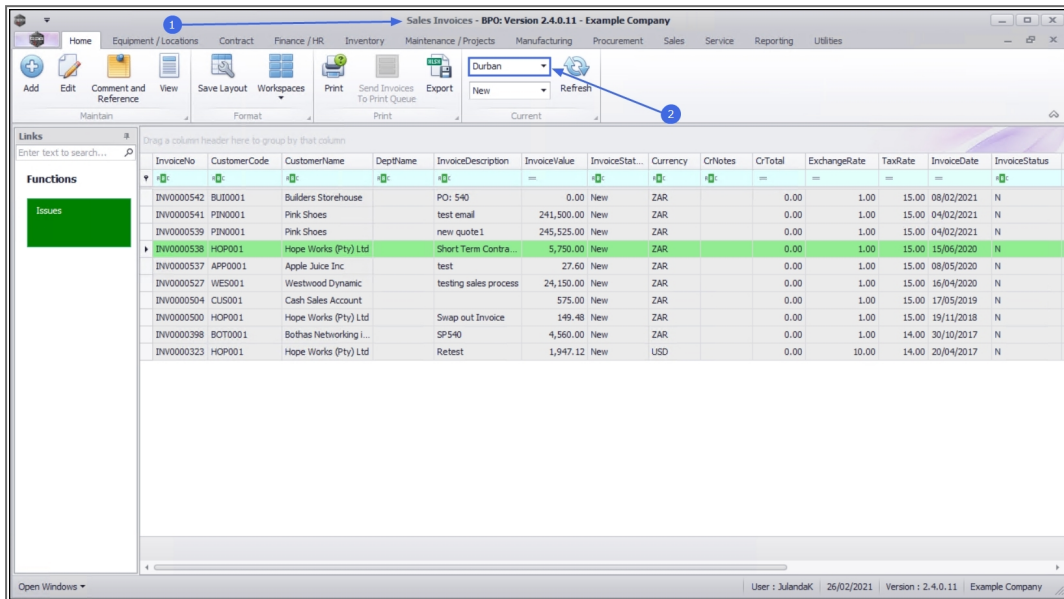 1
Sales Invoices - BPO: Version 2.4.0.11 - Example Company
Home Equipment / Locations Contract Finance / HR Inventory Maintenance / Projects Manufacturing Procurement Sales Service Reporting Utilities
Add Edit Comment and Reference View Save Layout Workspaces Print Send Invoices To Print Queue Export Durban New Refresh
2
Maintain Format Print Current
Links
Enter text to search...
Functions
Issues
Drag a column header here to group by that column
InvoiceNo CustomerCode CustomerName DeptName InvoiceDescription InvoiceValue InvoiceStat... Currency CrNotes CrTotal ExchangeRate TaxRate InvoiceDate InvoiceStatus
INV0000542 BUI0001 Builders Storehouse PO: 540 0.00 New ZAR 0.00 1.00 15.00 08/02/2021 N
INV0000541 PIN0001 Pink Shoes test email 241,500.00 New ZAR 0.00 1.00 15.00 04/02/2021 N
INV0000539 PIN0001 Pink Shoes new quote1 245,525.00 New ZAR 0.00 1.00 15.00 04/02/2021 N
INV0000538 HOP001 Hope Works (Pty) Ltd Short Term Contra... 5,750.00 New ZAR 0.00 1.00 15.00 15/06/2020 N
INV0000537 APP0001 Apple Juice Inc test 27.60 New ZAR 0.00 1.00 15.00 08/05/2020 N
INV0000527 WES001 Westwood Dynamic testing sales process 24,150.00 New ZAR 0.00 1.00 15.00 16/04/2020 N
INV0000504 CUS001 Cash Sales Account 575.00 New ZAR 0.00 1.00 15.00 17/05/2019 N
INV0000500 HOP001 Hope Works (Pty) Ltd Swap out Invoice 149.48 New ZAR 0.00 1.00 15.00 19/11/2018 N
INV0000398 BOT0001 Bothas Networking i... SP540 4,560.00 New ZAR 0.00 1.00 14.00 30/10/2017 N
INV0000323 HOP001 Hope Works (Pty) Ltd Retest 1,947.12 New USD 0.00 10.00 14.00 20/04/2017 N
Open Windows User : JulandaK 26/02/2021 Version : 2.4.0.11 Example Company